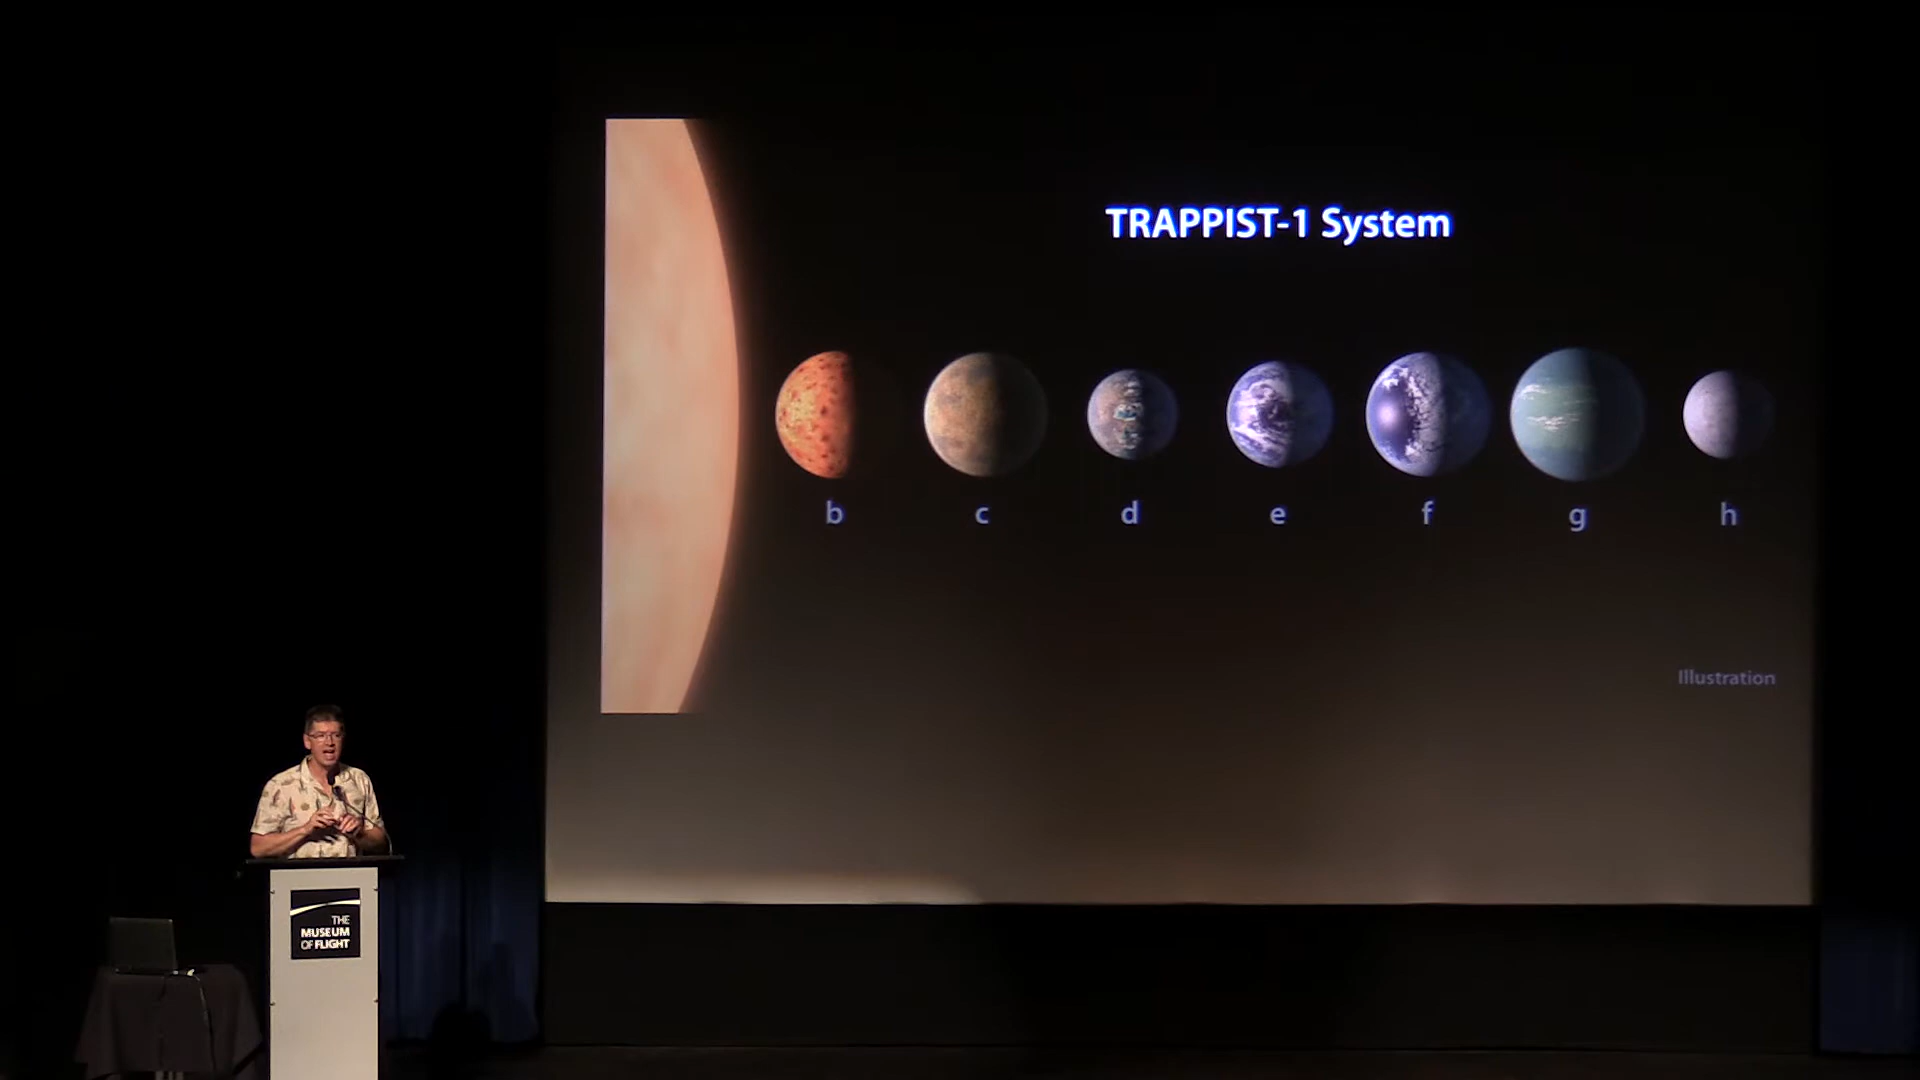 TRAPPIST-1 System
b c d e f g h
Illustration
THE
MUSEUM
OF FLIGHT